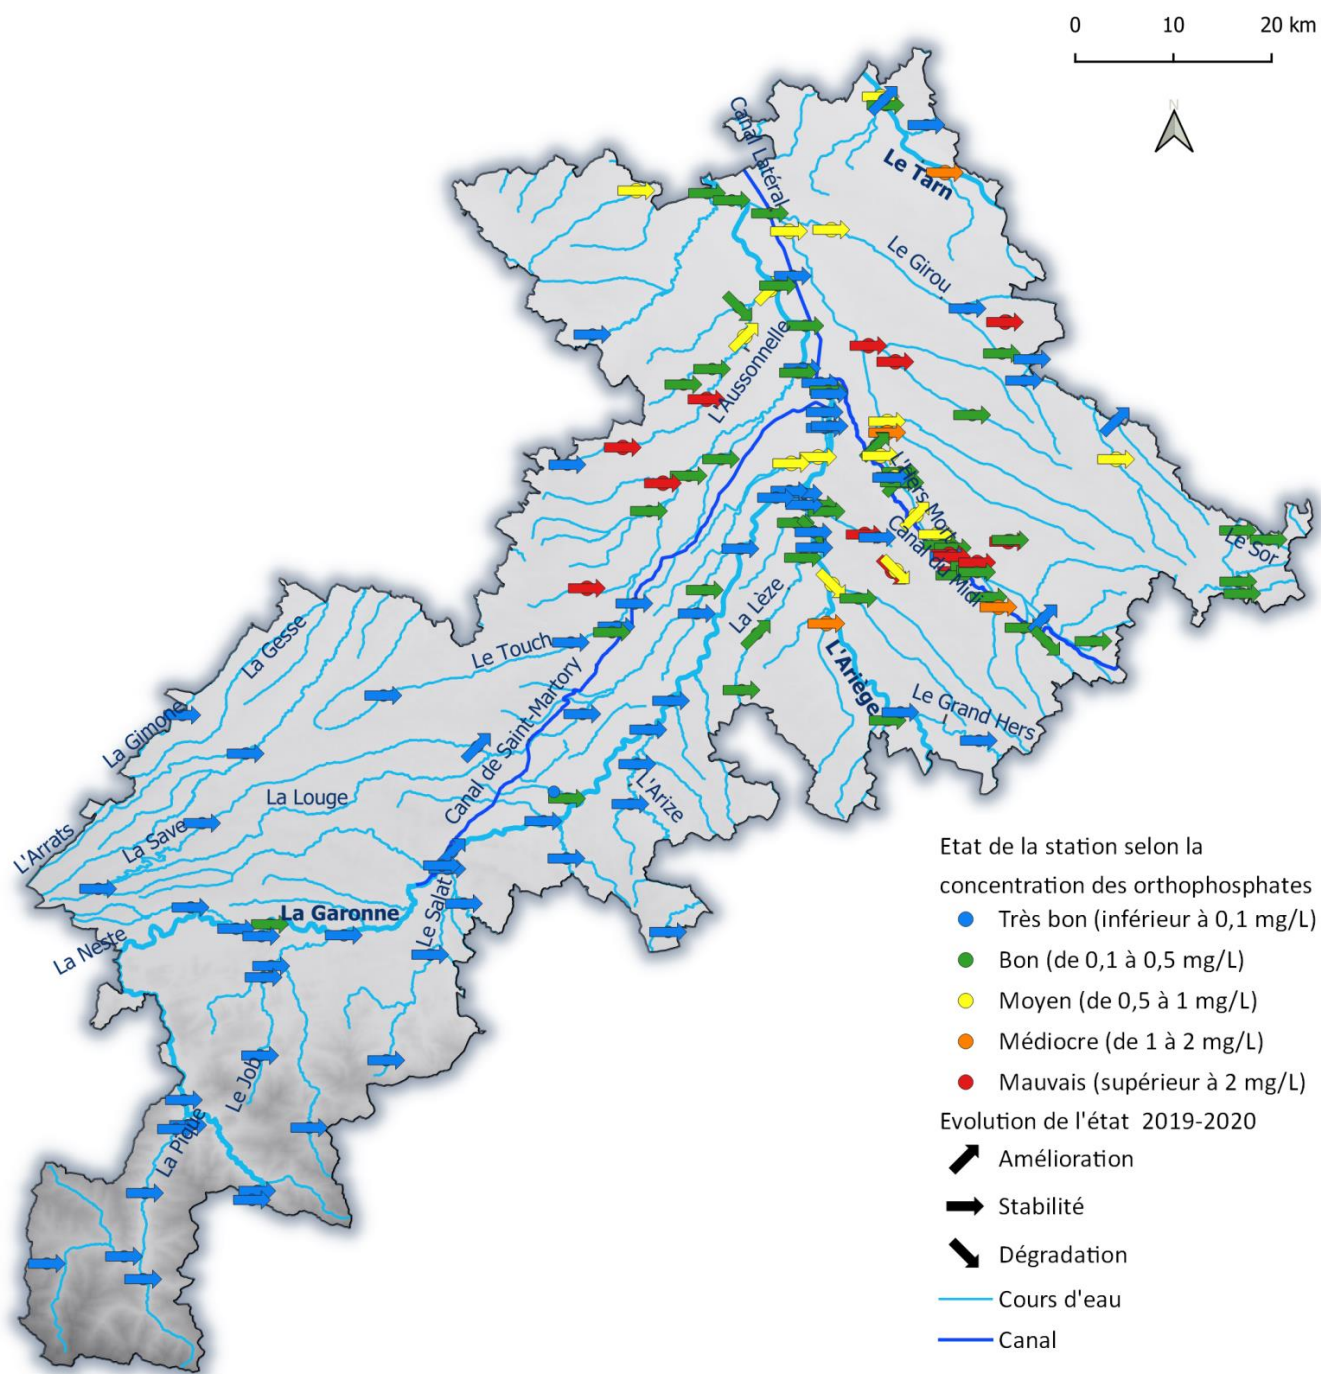 0 10 20 km
N
Canal Latéral
Le Tarn
Le Girou
L'Aussonnelle
L'Hers Mort
Canal du Midi
Le Sor
La Lèze
La Gesse
Le Touch
L'Ariège
Le Grand Hers
La Gimone
Canal de Saint-Martory
La Louge
L'Arize
La Save
L'Arrats
La Garonne
Le Salat
La Neste
Le Job
La Pique
Etat de la station selon la
concentration des orthophosphates
Très bon (inférieur à 0,1 mg/L)
Bon (de 0,1 à 0,5 mg/L)
Moyen (de 0,5 à 1 mg/L)
Médiocre (de 1 à 2 mg/L)
Mauvais (supérieur à 2 mg/L)
Evolution de l'état 2019-2020
Amélioration
Stabilité
Dégradation
Cours d'eau
Canal